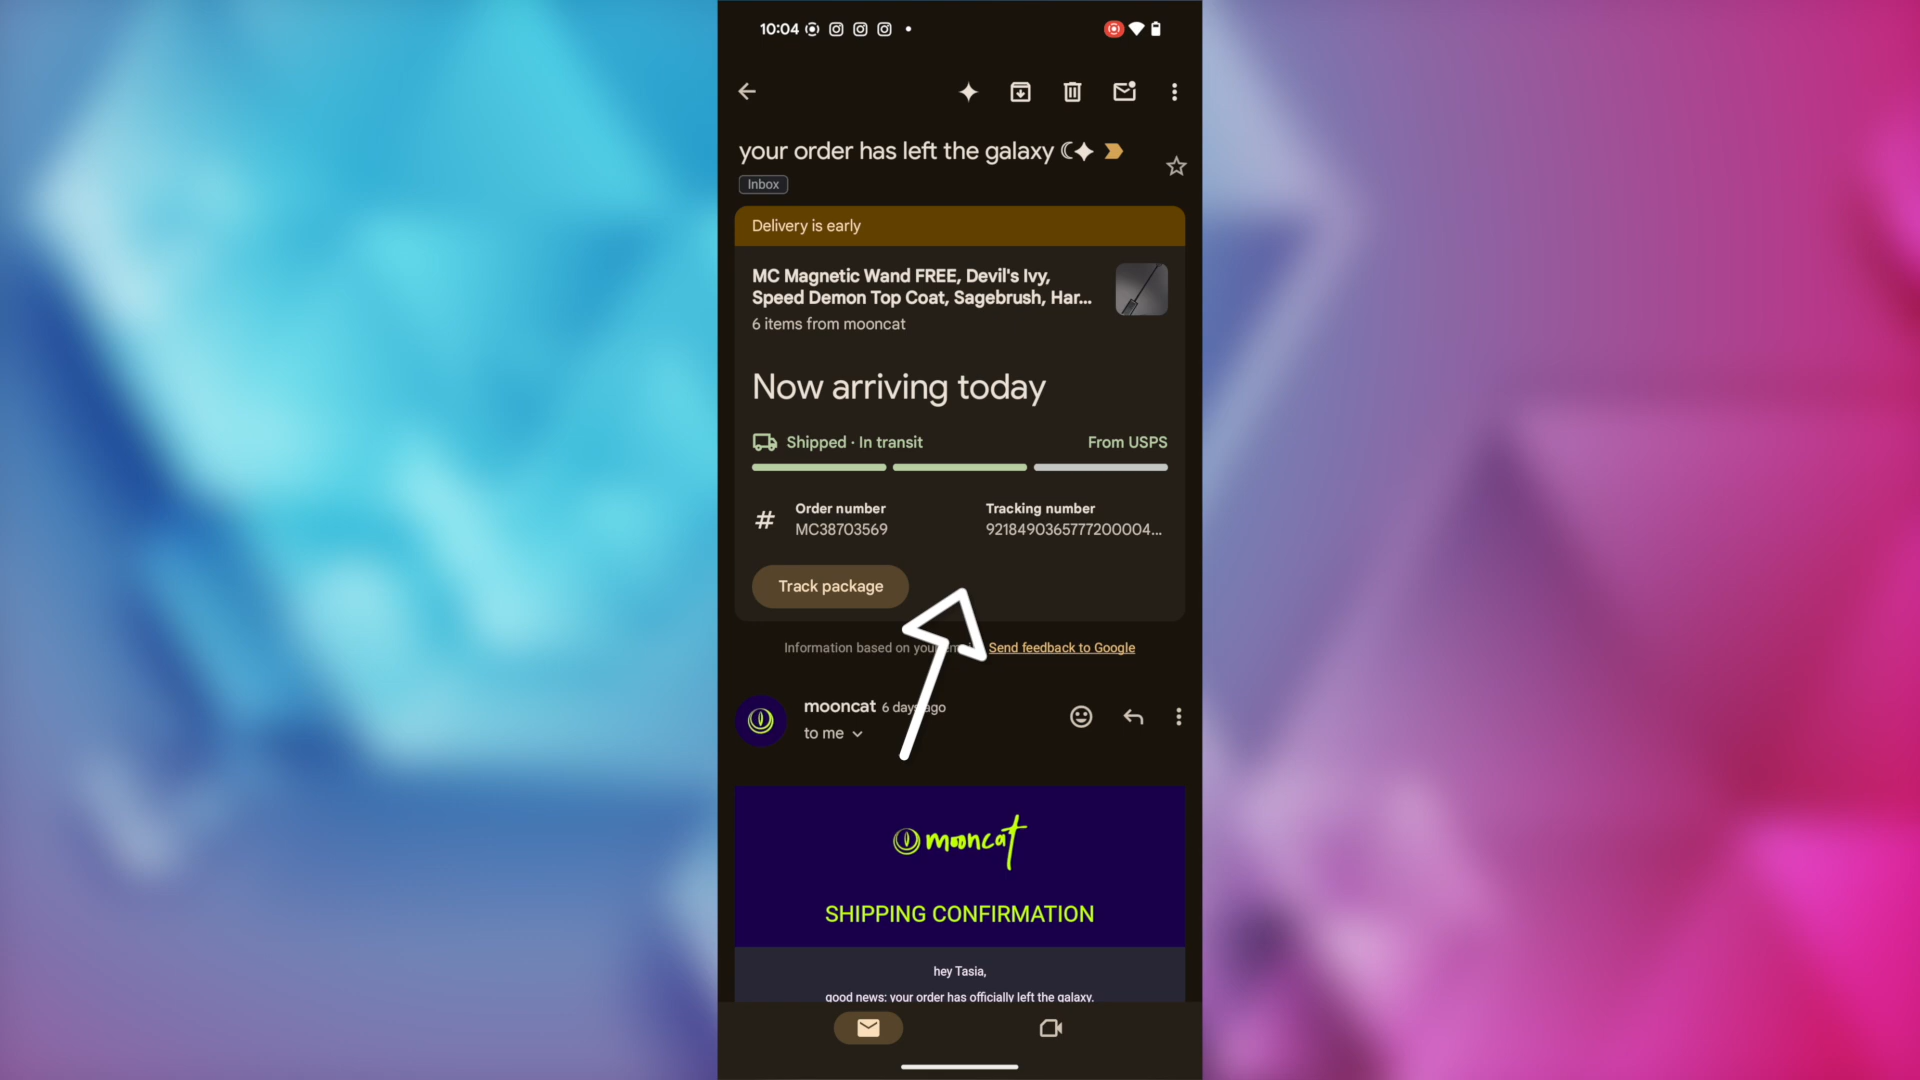 10:04
your order has left the galaxy
Inbox
Delivery is early
MC Magnetic Wand FREE, Devil's Ivy,
Speed Demon Top Coat, Sagebrush, Har...
6 items from mooncat
Now arriving today
Shipped · In transit
From USPS
# Order number
MC38703569
Tracking number
9218490365777200004...
Track package
Information based on your
Send feedback to Google
mooncat 6 days ago
to me
mooncat
SHIPPING CONFIRMATION
hey Tasia,
good news: your order has officially left the galaxy.